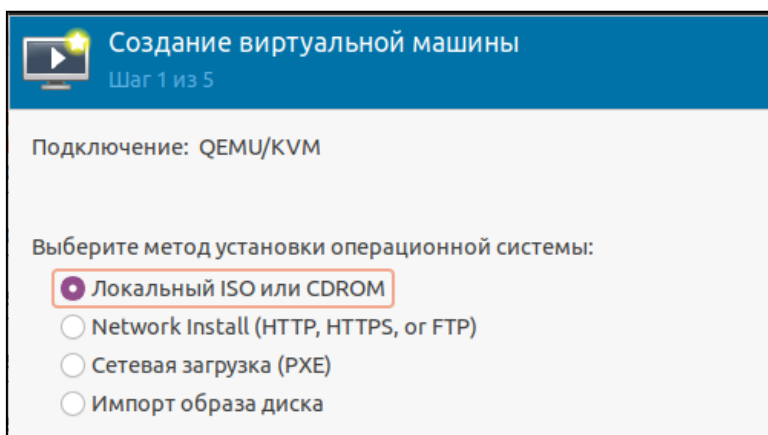 Создание виртуальной машины
Шаг 1 из 5
Подключение: QEMU/KVM
Выберите метод установки операционной системы:
Локальный ISO или CDROM
Network Install (HTTP, HTTPS, or FTP)
Сетевая загрузка (PXE)
Импорт образа диска